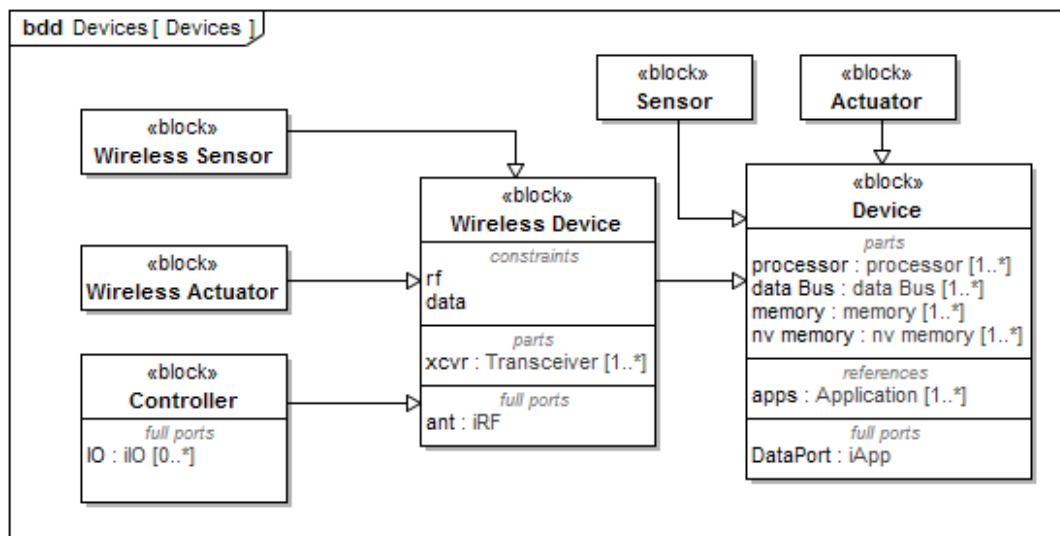 bdd Devices [ Devices ]
«block»
Sensor
«block»
Actuator
«block»
Wireless Sensor
«block»
Wireless Actuator
«block»
Controller
full ports
IO : iIO [0..*]
«block»
Wireless Device
constraints
rf
data
parts
xcvr : Transceiver [1..*]
full ports
ant : iRF
«block»
Device
parts
processor : processor [1..*]
data Bus : data Bus [1..*]
memory : memory [1..*]
nv memory : nv memory [1..*]
references
apps : Application [1..*]
full ports
DataPort : iApp